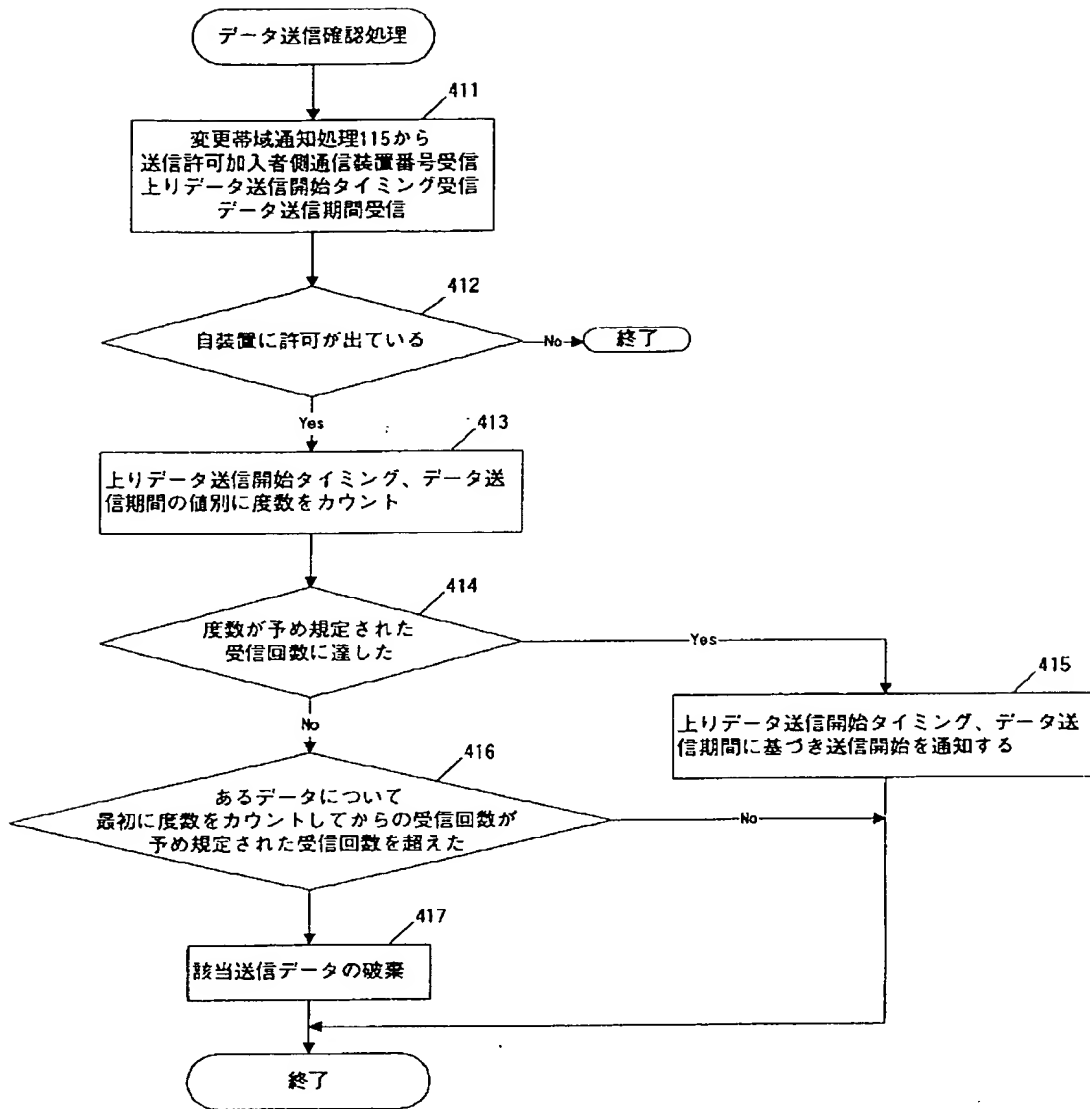 データ送信確認処理
411
変更帯域通知処理115から
送信許可加入者側通信装置番号受信
上りデータ送信開始タイミング受信
データ送信期間受信
412
自装置に許可が出ている
No
終了
Yes
413
上りデータ送信開始タイミング、データ送
信期間の値別に度数をカウント
414
度数が予め規定された
受信回数に達した
Yes
415
上りデータ送信開始タイミング、データ送
信期間に基づき送信開始を通知する
No
416
あるデータについて
最初に度数をカウントしてからの受信回数が
予め規定された受信回数を超えた
No
417
該当送信データの破棄
終了